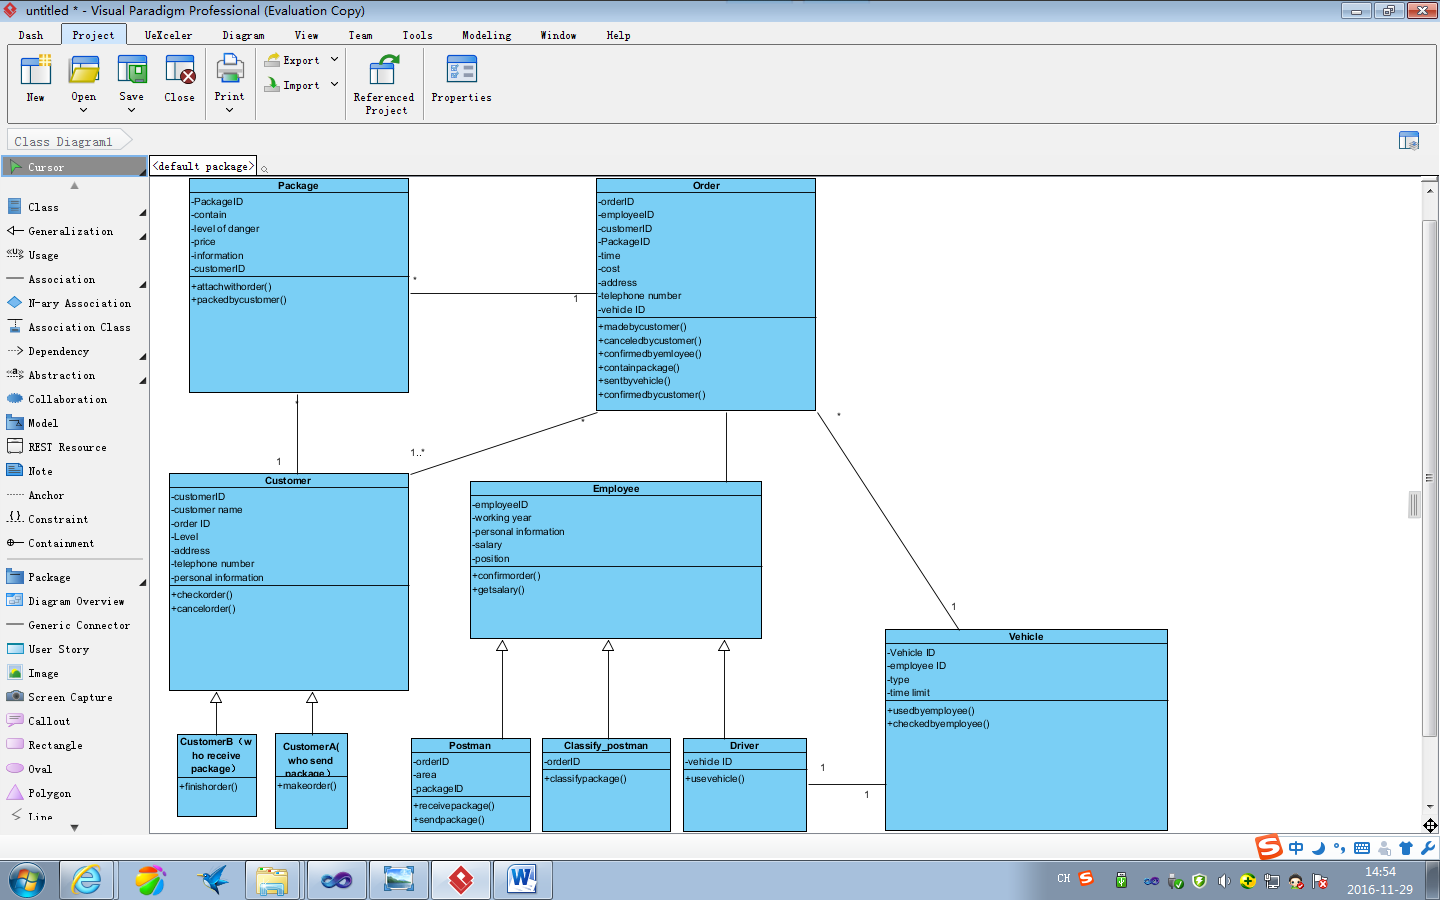 untitled * - Visual Paradigm Professional (Evaluation Copy)
Dash Project UeXceler Diagram View Team Tools Modeling Window Help
New Open Save Close Print Export Import Referenced Project Properties
Class Diagram1
Cursor
<default package>
Class
Generalization
Usage
Association
N-ary Association
Association Class
Dependency
Abstraction
Collaboration
Model
REST Resource
Note
Anchor
Constraint
Containment
Package
Diagram Overview
Generic Connector
User Story
Image
Screen Capture
Callout
Rectangle
Oval
Polygon
Line
Package
-PackageID
-contain
-level of danger
-price
-information
-customerID
+attachwithorder()
+packedbycustomer()
*
1
Order
-orderID
-employeeID
-customerID
-PackageID
-time
-cost
-address
-telephone number
-vehicle ID
+madebycustomer()
+canceledbycustomer()
+confirmedbyemloyee()
+containpackage()
+sentbyvehicle()
+confirmedbycustomer()
*
1
1..*
*
*
1
Customer
-customerID
-customer name
-order ID
-Level
-address
-telephone number
-personal information
+checkorder()
+cancelorder()
Employee
-employeeID
-working year
-personal information
-salary
-position
+confirmorder()
+getsalary()
Vehicle
-Vehicle ID
-employee ID
-type
-time limit
+usedbyemployee()
+checkedbyemployee()
CustomerB（w
ho receive
package）
+finishorder()
CustomerA(
who send
package）
+makeorder()
Postman
-orderID
-area
-packageID
+receivepackage()
+sendpackage()
Classify_postman
-orderID
+classifypackage()
Driver
-vehicle ID
+usevehicle()
1
1
中
CH
14:54
2016-11-29